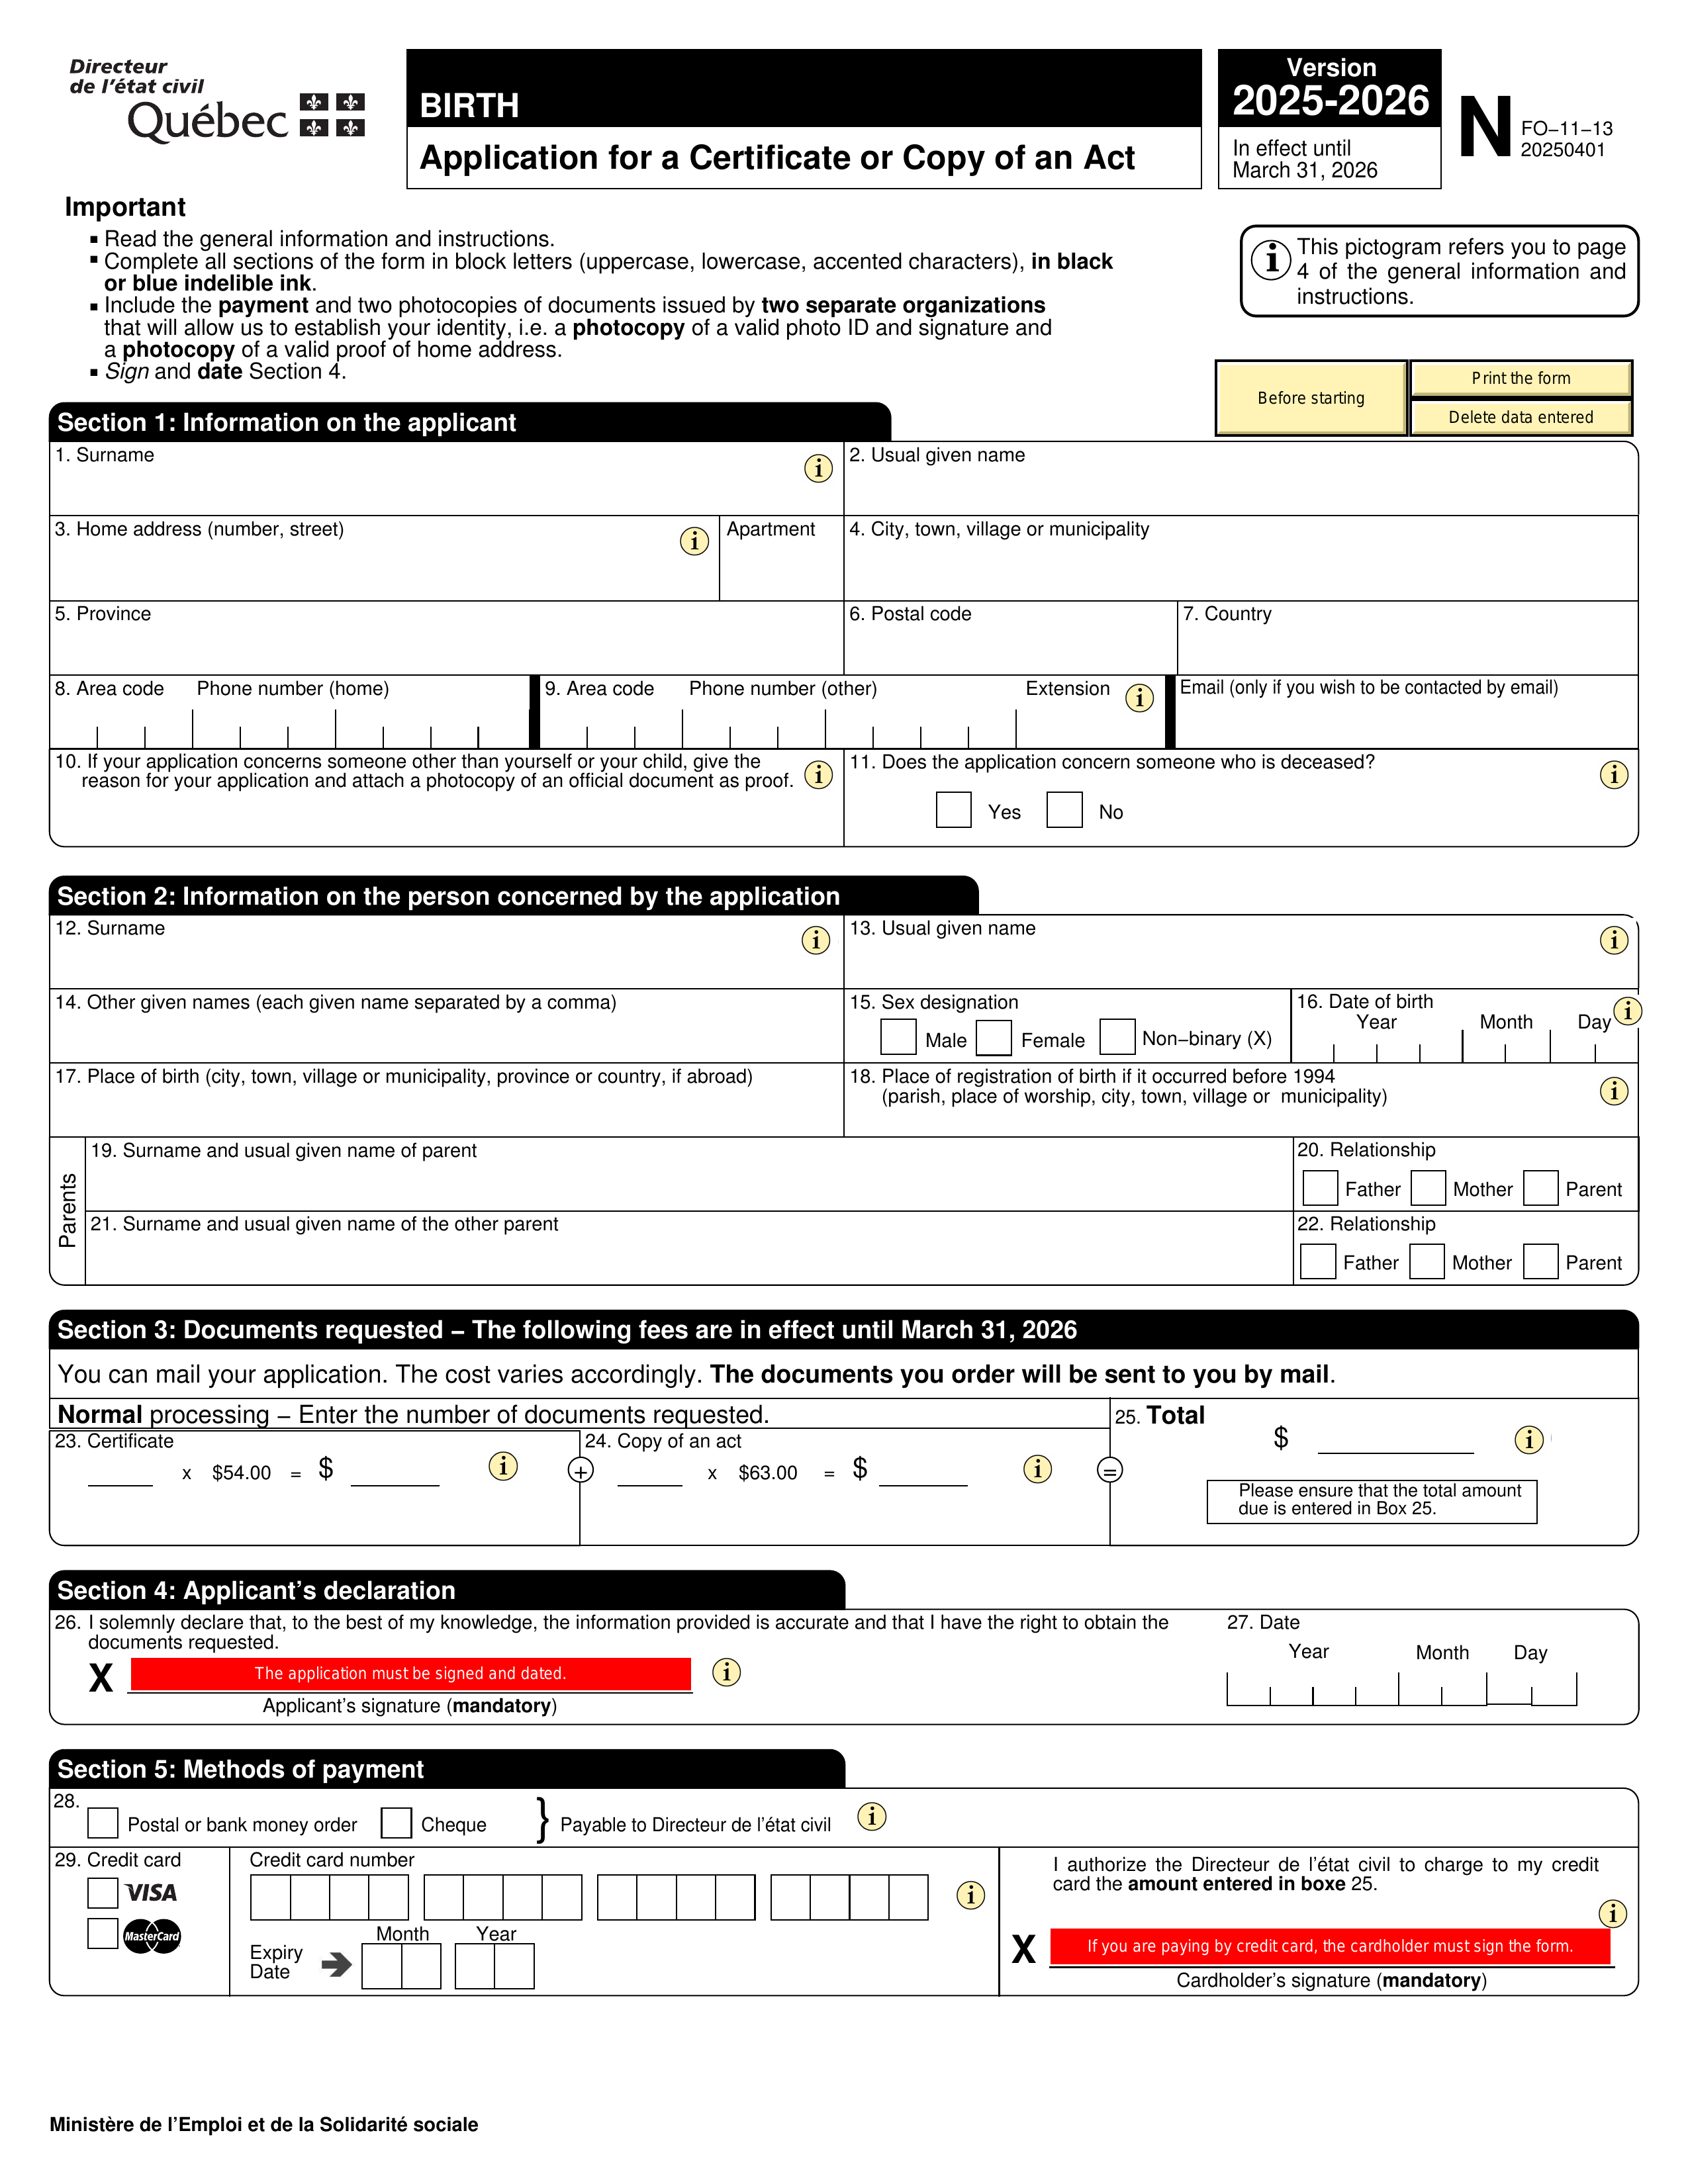 Directeur
de l'état civil
Québec
BIRTH
Application for a Certificate or Copy of an Act
Version
2025-2026
In effect until
March 31, 2026
N
FO–11–13
20250401
Important
▪ Read the general information and instructions.
▪ Complete all sections of the form in block letters (uppercase, lowercase, accented characters), in black
or blue indelible ink.
▪ Include the payment and two photocopies of documents issued by two separate organizations
that will allow us to establish your identity, i.e. a photocopy of a valid photo ID and signature and
a photocopy of a valid proof of home address.
▪ Sign and date Section 4.
i
This pictogram refers you to page
4 of the general information and
instructions.
Before starting
Print the form
Delete data entered
Section 1: Information on the applicant
1. Surname i
2. Usual given name
3. Home address (number, street) i
Apartment
4. City, town, village or municipality
5. Province
6. Postal code
7. Country
8. Area code Phone number (home)
9. Area code Phone number (other) Extension i
Email (only if you wish to be contacted by email)
10. If your application concerns someone other than yourself or your child, give the
reason for your application and attach a photocopy of an official document as proof. i
11. Does the application concern someone who is deceased? i
Yes No
Section 2: Information on the person concerned by the application
12. Surname i
13. Usual given name i
14. Other given names (each given name separated by a comma)
15. Sex designation
Male Female Non–binary (X)
16. Date of birth i
Year Month Day
17. Place of birth (city, town, village or municipality, province or country, if abroad)
18. Place of registration of birth if it occurred before 1994
(parish, place of worship, city, town, village or municipality) i
Parents
19. Surname and usual given name of parent
20. Relationship
Father Mother Parent
21. Surname and usual given name of the other parent
22. Relationship
Father Mother Parent
Section 3: Documents requested – The following fees are in effect until March 31, 2026
You can mail your application. The cost varies accordingly. The documents you order will be sent to you by mail.
Normal processing – Enter the number of documents requested.
23. Certificate
x $54.00 = $ i
+
24. Copy of an act
x $63.00 = $ i
=
25. Total
$ i
Please ensure that the total amount
due is entered in Box 25.
Section 4: Applicant's declaration
26. I solemnly declare that, to the best of my knowledge, the information provided is accurate and that I have the right to obtain the
documents requested.
X The application must be signed and dated. i
Applicant's signature (mandatory)
27. Date
Year Month Day
Section 5: Methods of payment
28.
Postal or bank money order Cheque } Payable to Directeur de l'état civil i
29. Credit card
VISA
MasterCard
Credit card number
i
Month Year
Expiry
Date
I authorize the Directeur de l'état civil to charge to my credit
card the amount entered in boxe 25.
i
X If you are paying by credit card, the cardholder must sign the form.
Cardholder's signature (mandatory)
Ministère de l'Emploi et de la Solidarité sociale